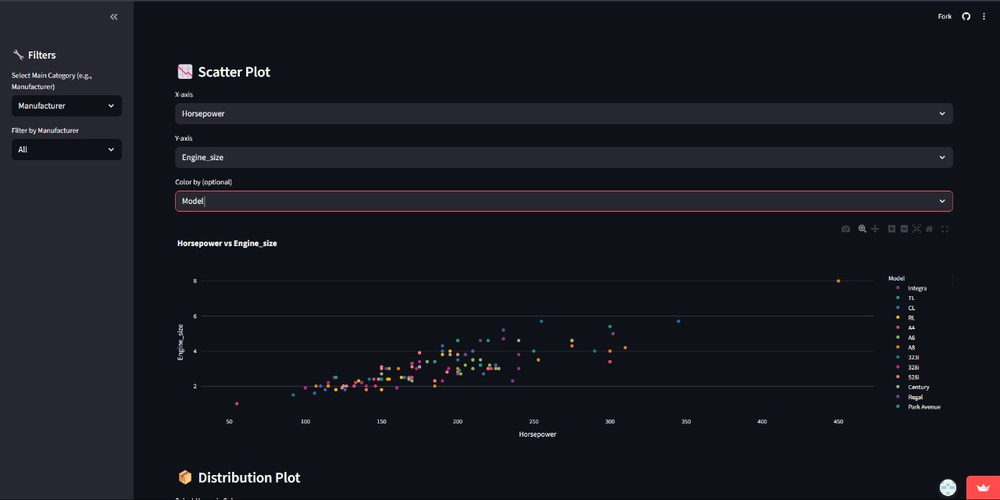 Fork
Filters
Select Main Category (e.g.,
Manufacturer)
Manufacturer
Filter by Manufacturer
All
Scatter Plot
X-axis
Horsepower
Y-axis
Engine_size
Color by (optional)
Model
Horsepower vs Engine_size
8
6
4
2
Engine_size
50 100 150 200 250 300 350 400 450
Horsepower
Model
Integra
TL
CL
RL
A4
A6
A8
323i
328i
528i
Century
Regal
Park Avenue
Distribution Plot